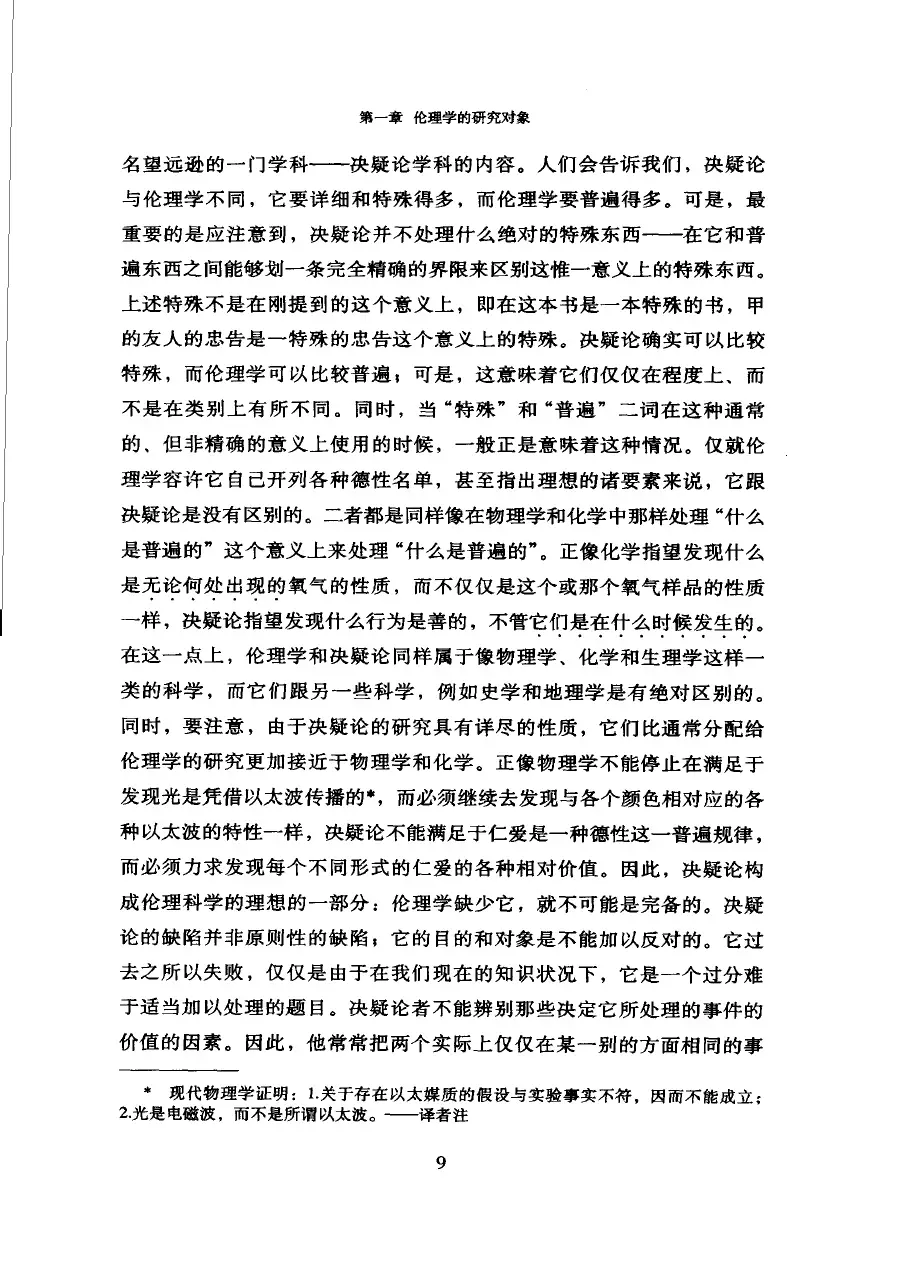 第一章 伦理学的研究对象
名望远逊的一门学科——决疑论学科的内容。人们会告诉我们，决疑论
与伦理学不同，它要详细和特殊得多，而伦理学要普遍得多。可是，最
重要的是应注意到，决疑论并不处理什么绝对的特殊东西——在它和普
遍东西之间能够划一条完全精确的界限来区别这惟一意义上的特殊东西。
上述特殊不是在刚提到的这个意义上，即在这本书是一本特殊的书，甲
的友人的忠告是一特殊的忠告这个意义上的特殊。决疑论确实可以比较
特殊，而伦理学可以比较普遍；可是，这意味着它们仅仅在程度上、而
不是在类别上有所不同。同时，当“特殊”和“普遍”二词在这种通常
的、但非精确的意义上使用的时候，一般正是意味着这种情况。仅就伦
理学容许它自己开列各种德性名单，甚至指出理想的诸要素来说，它跟
决疑论是没有区别的。二者都是同样像在物理学和化学中那样处理“什么
是普遍的”这个意义上来处理“什么是普遍的”。正像化学指望发现什么
是无论何处出现的氧气的性质，而不仅仅是这个或那个氧气样品的性质
一样，决疑论指望发现什么行为是善的，不管它们是在什么时候发生的。
在这一点上，伦理学和决疑论同样属于像物理学、化学和生理学这样一
类的科学，而它们跟另一些科学，例如史学和地理学是有绝对区别的。
同时，要注意，由于决疑论的研究具有详尽的性质，它们比通常分配给
伦理学的研究更加接近于物理学和化学。正像物理学不能停止在满足于
发现光是凭借以太波传播的*，而必须继续去发现与各个颜色相对应的各
种以太波的特性一样，决疑论不能满足于仁爱是一种德性这一普遍规律，
而必须力求发现每个不同形式的仁爱的各种相对价值。因此，决疑论构
成伦理科学的理想的一部分：伦理学缺少它，就不可能是完备的。决疑
论的缺陷并非原则性的缺陷；它的目的和对象是不能加以反对的。它过
去之所以失败，仅仅是由于在我们现在的知识状况下，它是一个过分难
于适当加以处理的题目。决疑论者不能辨别那些决定它所处理的事件的
价值的因素。因此，他常常把两个实际上仅仅在某一别的方面相同的事
* 现代物理学证明：1.关于存在以太媒质的假设与实验事实不符，因而不能成立；
2.光是电磁波，而不是所谓以太波。——译者注
9